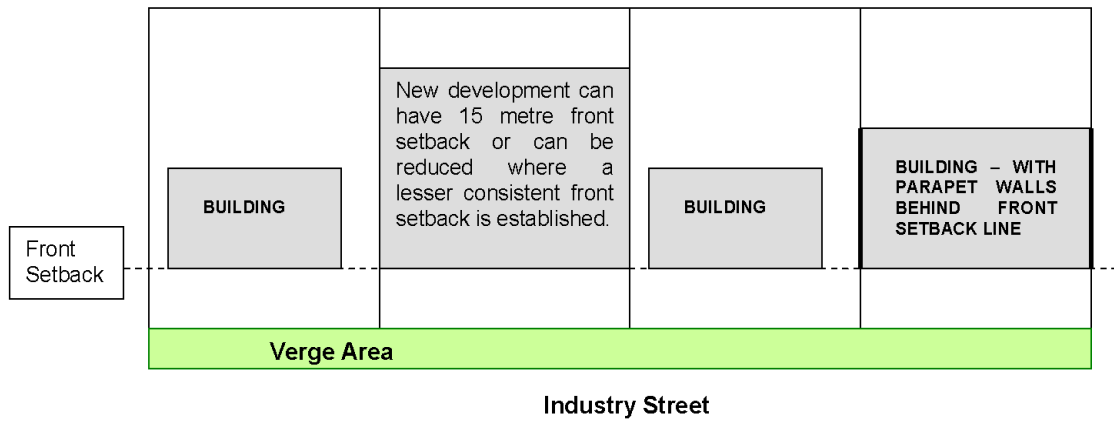 New development can
have 15 metre front
setback or can be
reduced where a
lesser consistent front
setback is established.
BUILDING
BUILDING
BUILDING – WITH
PARAPET WALLS
BEHIND FRONT
SETBACK LINE
Front
Setback
Verge Area
Industry Street